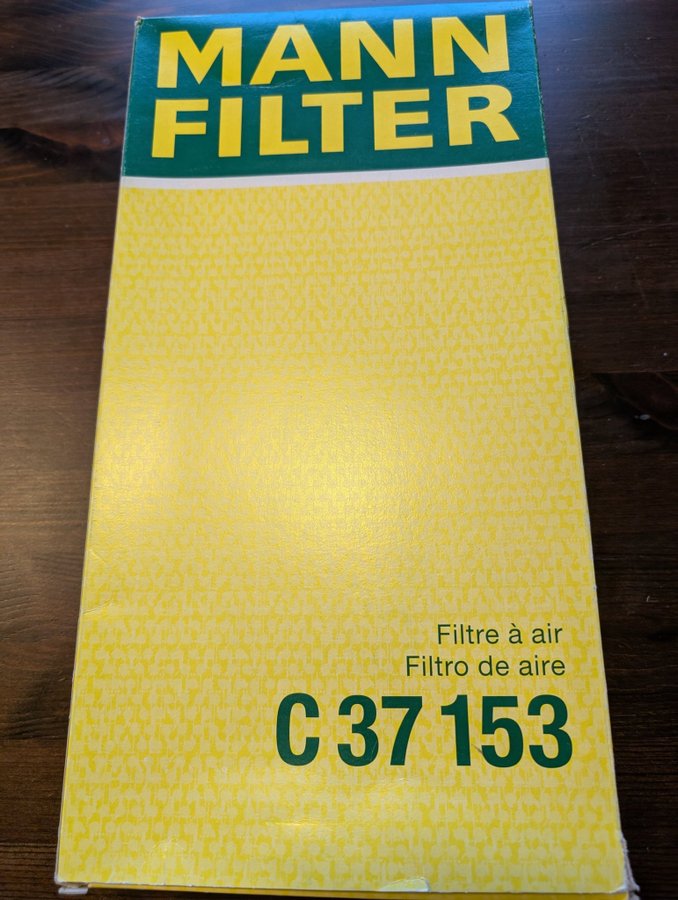 MANN
FILTER
Filtre à air
Filtro de aire
C 37 153